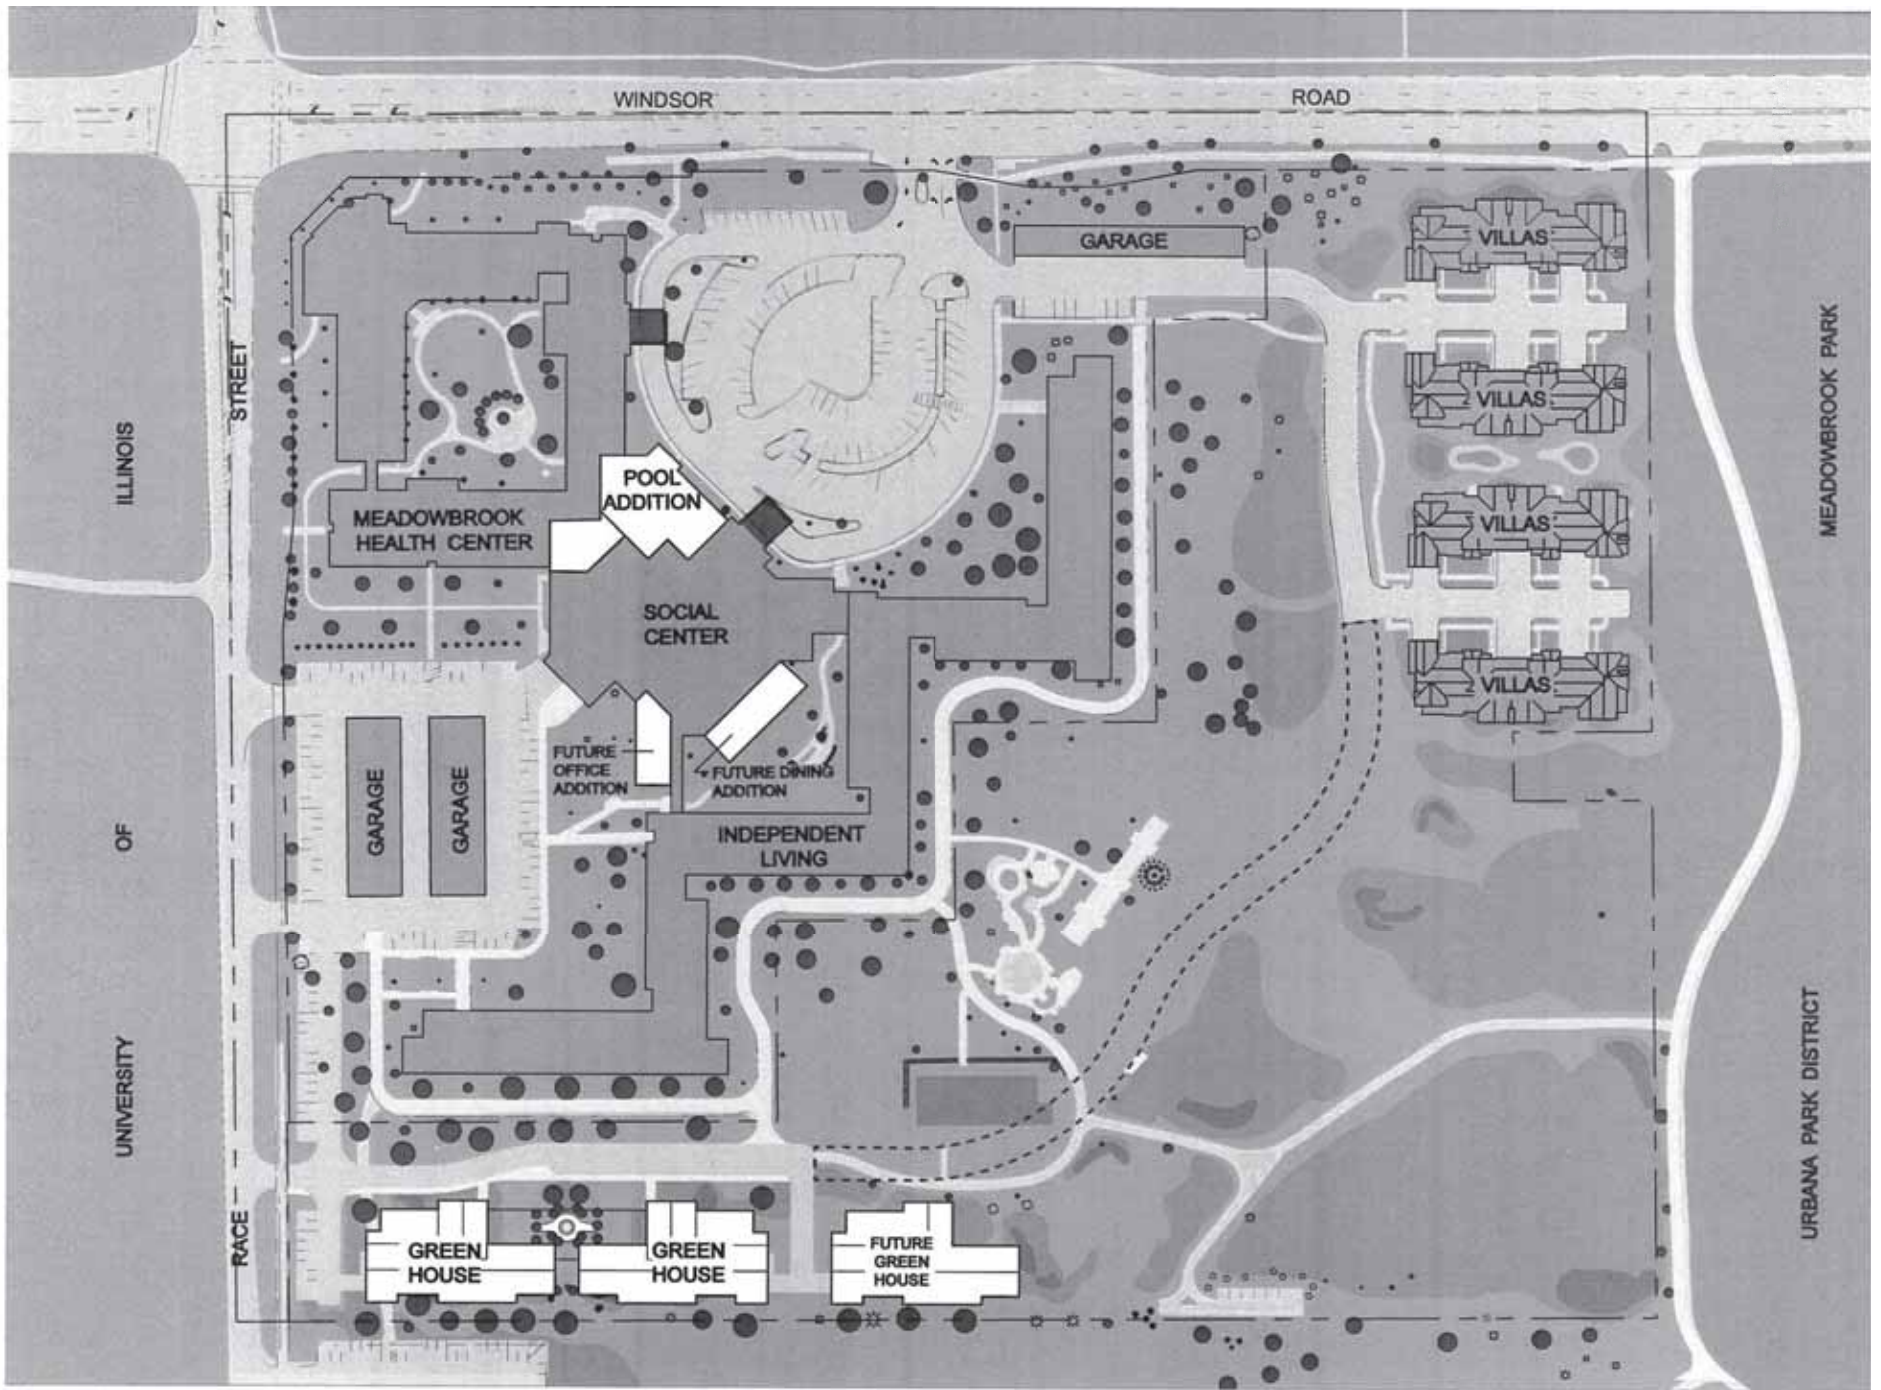 WINDSOR ROAD
GARAGE
VILLAS
VILLAS
VILLAS
VILLAS
STREET
RACE
ILLINOIS
OF
UNIVERSITY
MEADOWBROOK PARK
URBANA PARK DISTRICT
POOL
ADDITION
MEADOWBROOK
HEALTH CENTER
SOCIAL
CENTER
FUTURE
OFFICE
ADDITION
FUTURE DINING
ADDITION
GARAGE
GARAGE
INDEPENDENT
LIVING
GREEN
HOUSE
GREEN
HOUSE
FUTURE
GREEN
HOUSE